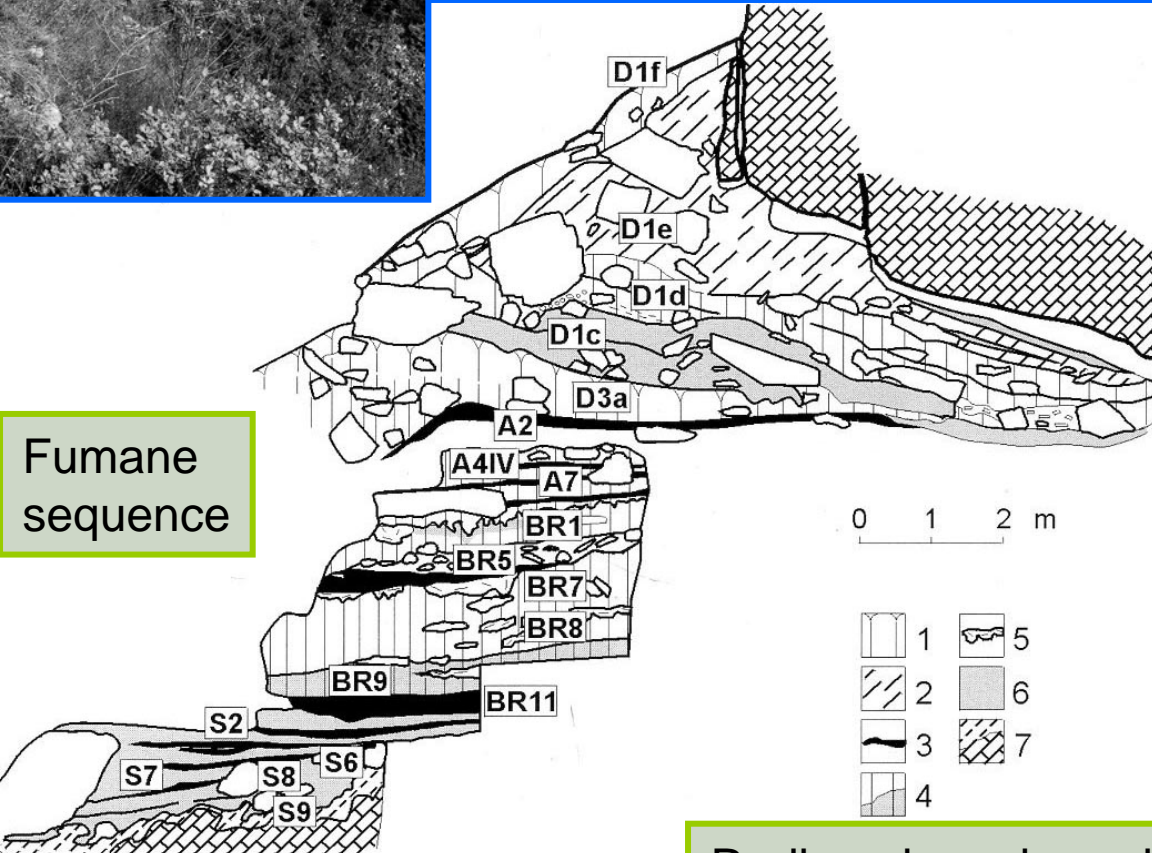 D1f
D1e
D1d
D1c
D3a
A2
Fumane
sequence
A4IV
A7
BR1
BR5
BR7
BR8
BR9
BR11
S2
S6
S7
S8
S9
0 1 2 m
1
2
3
4
5
6
7